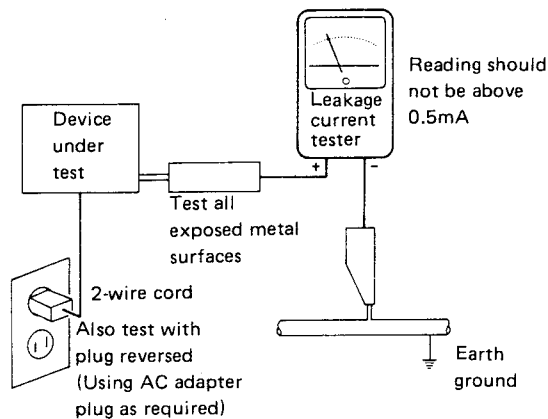 Device
under
test
Leakage
current
tester
+ −
Reading should
not be above
0.5mA
Test all
exposed metal
surfaces
2-wire cord
Also test with
plug reversed
(Using AC adapter
plug as required)
Earth
ground